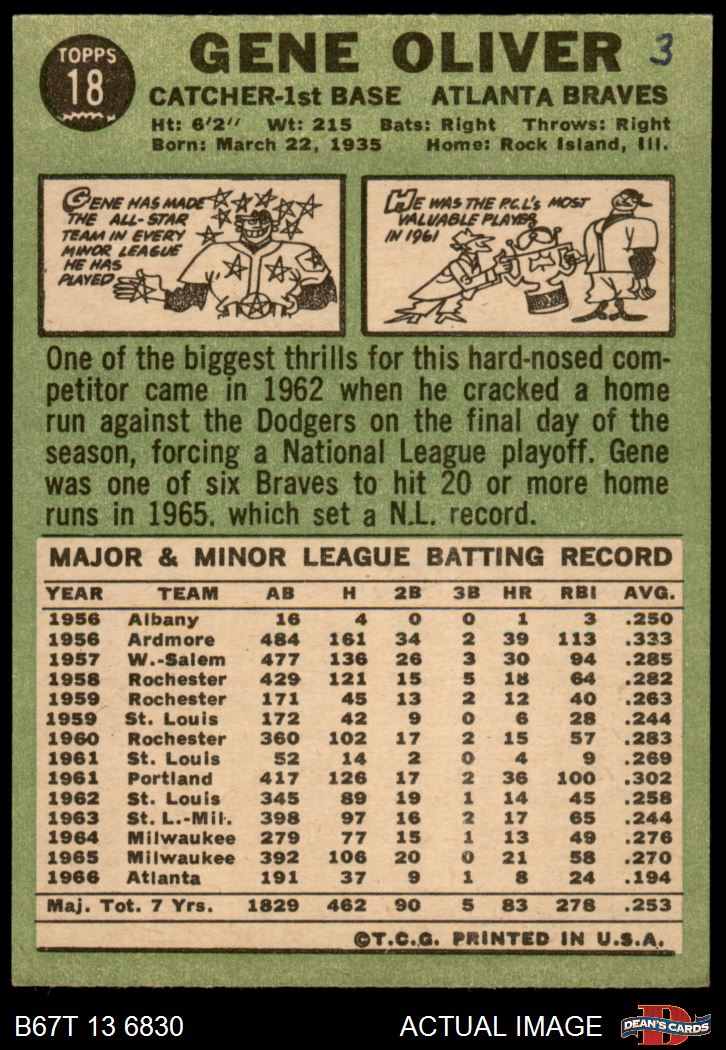 TOPPS
18
GENE OLIVER 3
CATCHER-1st BASE ATLANTA BRAVES
Ht: 6'2" Wt: 215 Bats: Right Throws: Right
Born: March 22, 1935 Home: Rock Island, Ill.
GENE HAS MADE
THE ALL-STAR
TEAM IN EVERY
MINOR LEAGUE
HE HAS
PLAYED
HE WAS THE P.C.L's MOST
VALUABLE PLAYER
IN 1961
One of the biggest thrills for this hard-nosed com-
petitor came in 1962 when he cracked a home
run against the Dodgers on the final day of the
season, forcing a National League playoff. Gene
was one of six Braves to hit 20 or more home
runs in 1965. which set a N.L. record.
MAJOR & MINOR LEAGUE BATTING RECORD
YEAR TEAM AB H 2B 3B HR RBI AVG.
1956 Albany 16 4 0 0 1 3 .250
1956 Ardmore 484 161 34 2 39 113 .333
1957 W.-Salem 477 136 26 3 30 94 .285
1958 Rochester 429 121 15 5 18 64 .282
1959 Rochester 171 45 13 2 12 40 .263
1959 St. Louis 172 42 9 0 6 28 .244
1960 Rochester 360 102 17 2 15 57 .283
1961 St. Louis 52 14 2 0 4 9 .269
1961 Portland 417 126 17 2 36 100 .302
1962 St. Louis 345 89 19 1 14 45 .258
1963 St. L.-Mil. 398 97 16 2 17 65 .244
1964 Milwaukee 279 77 15 1 13 49 .276
1965 Milwaukee 392 106 20 0 21 58 .270
1966 Atlanta 191 37 9 1 8 24 .194
Maj. Tot. 7 Yrs. 1829 462 90 5 83 278 .253
©T.C.G. PRINTED IN U.S.A.
B67T 13 6830 ACTUAL IMAGE
D
DEAN'S CARDS